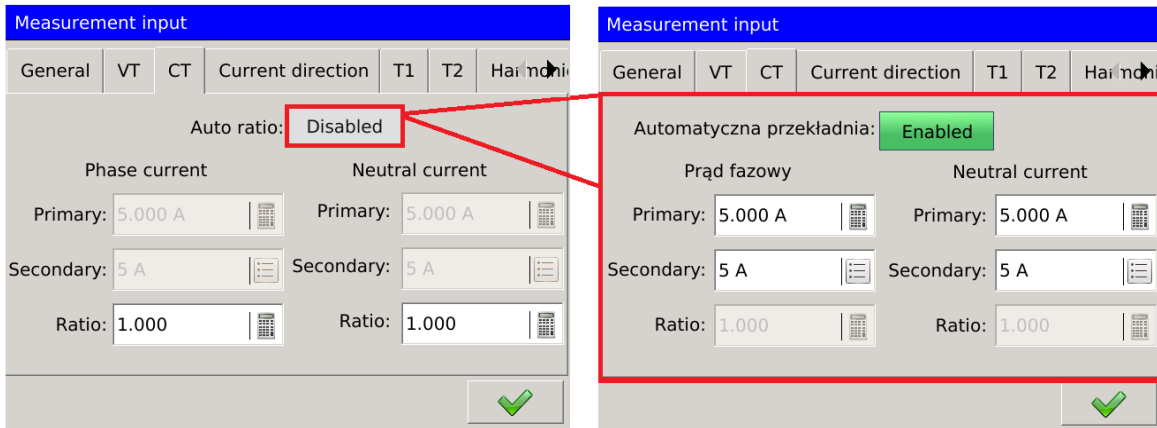 Measurement input
General VT CT Current direction T1 T2 Harmoni
Auto ratio: Disabled
Phase current Neutral current
Primary: 5.000 A Primary: 5.000 A
Secondary: 5 A Secondary: 5 A
Ratio: 1.000 Ratio: 1.000
Measurement input
General VT CT Current direction T1 T2 Harmoni
Automatyczna przekładnia: Enabled
Prąd fazowy Neutral current
Primary: 5.000 A Primary: 5.000 A
Secondary: 5 A Secondary: 5 A
Ratio: 1.000 Ratio: 1.000